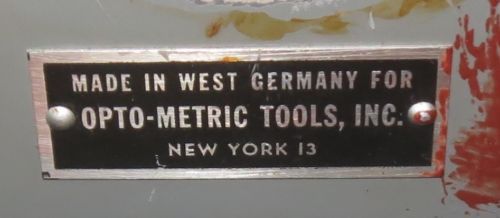 MADE IN WEST GERMANY FOR
OPTO-METRIC TOOLS, INC.
NEW YORK 13